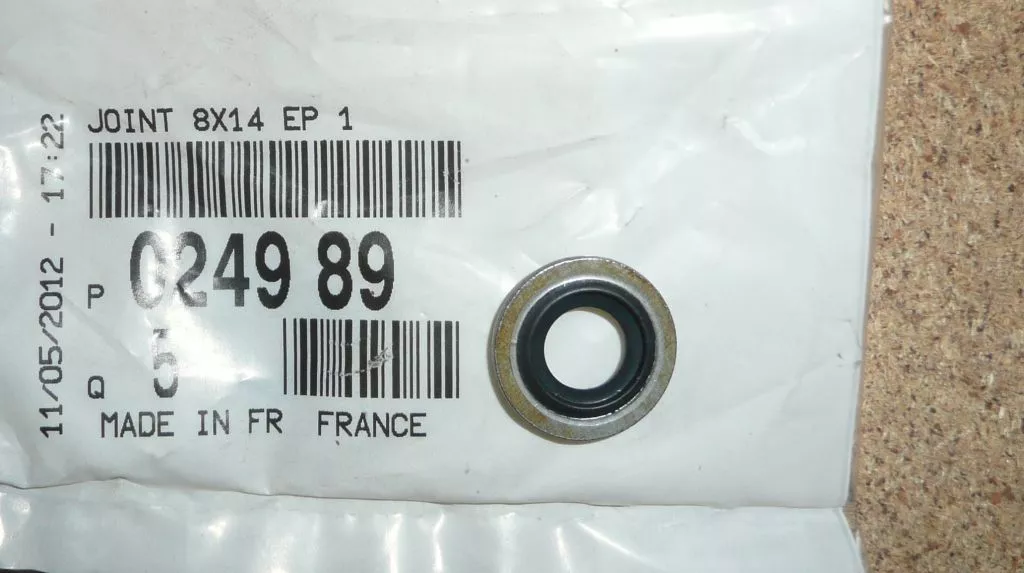 JOINT 8X14 EP 1
P 0249 89
Q 5
MADE IN FR FRANCE
11/05/2012 - 17:22